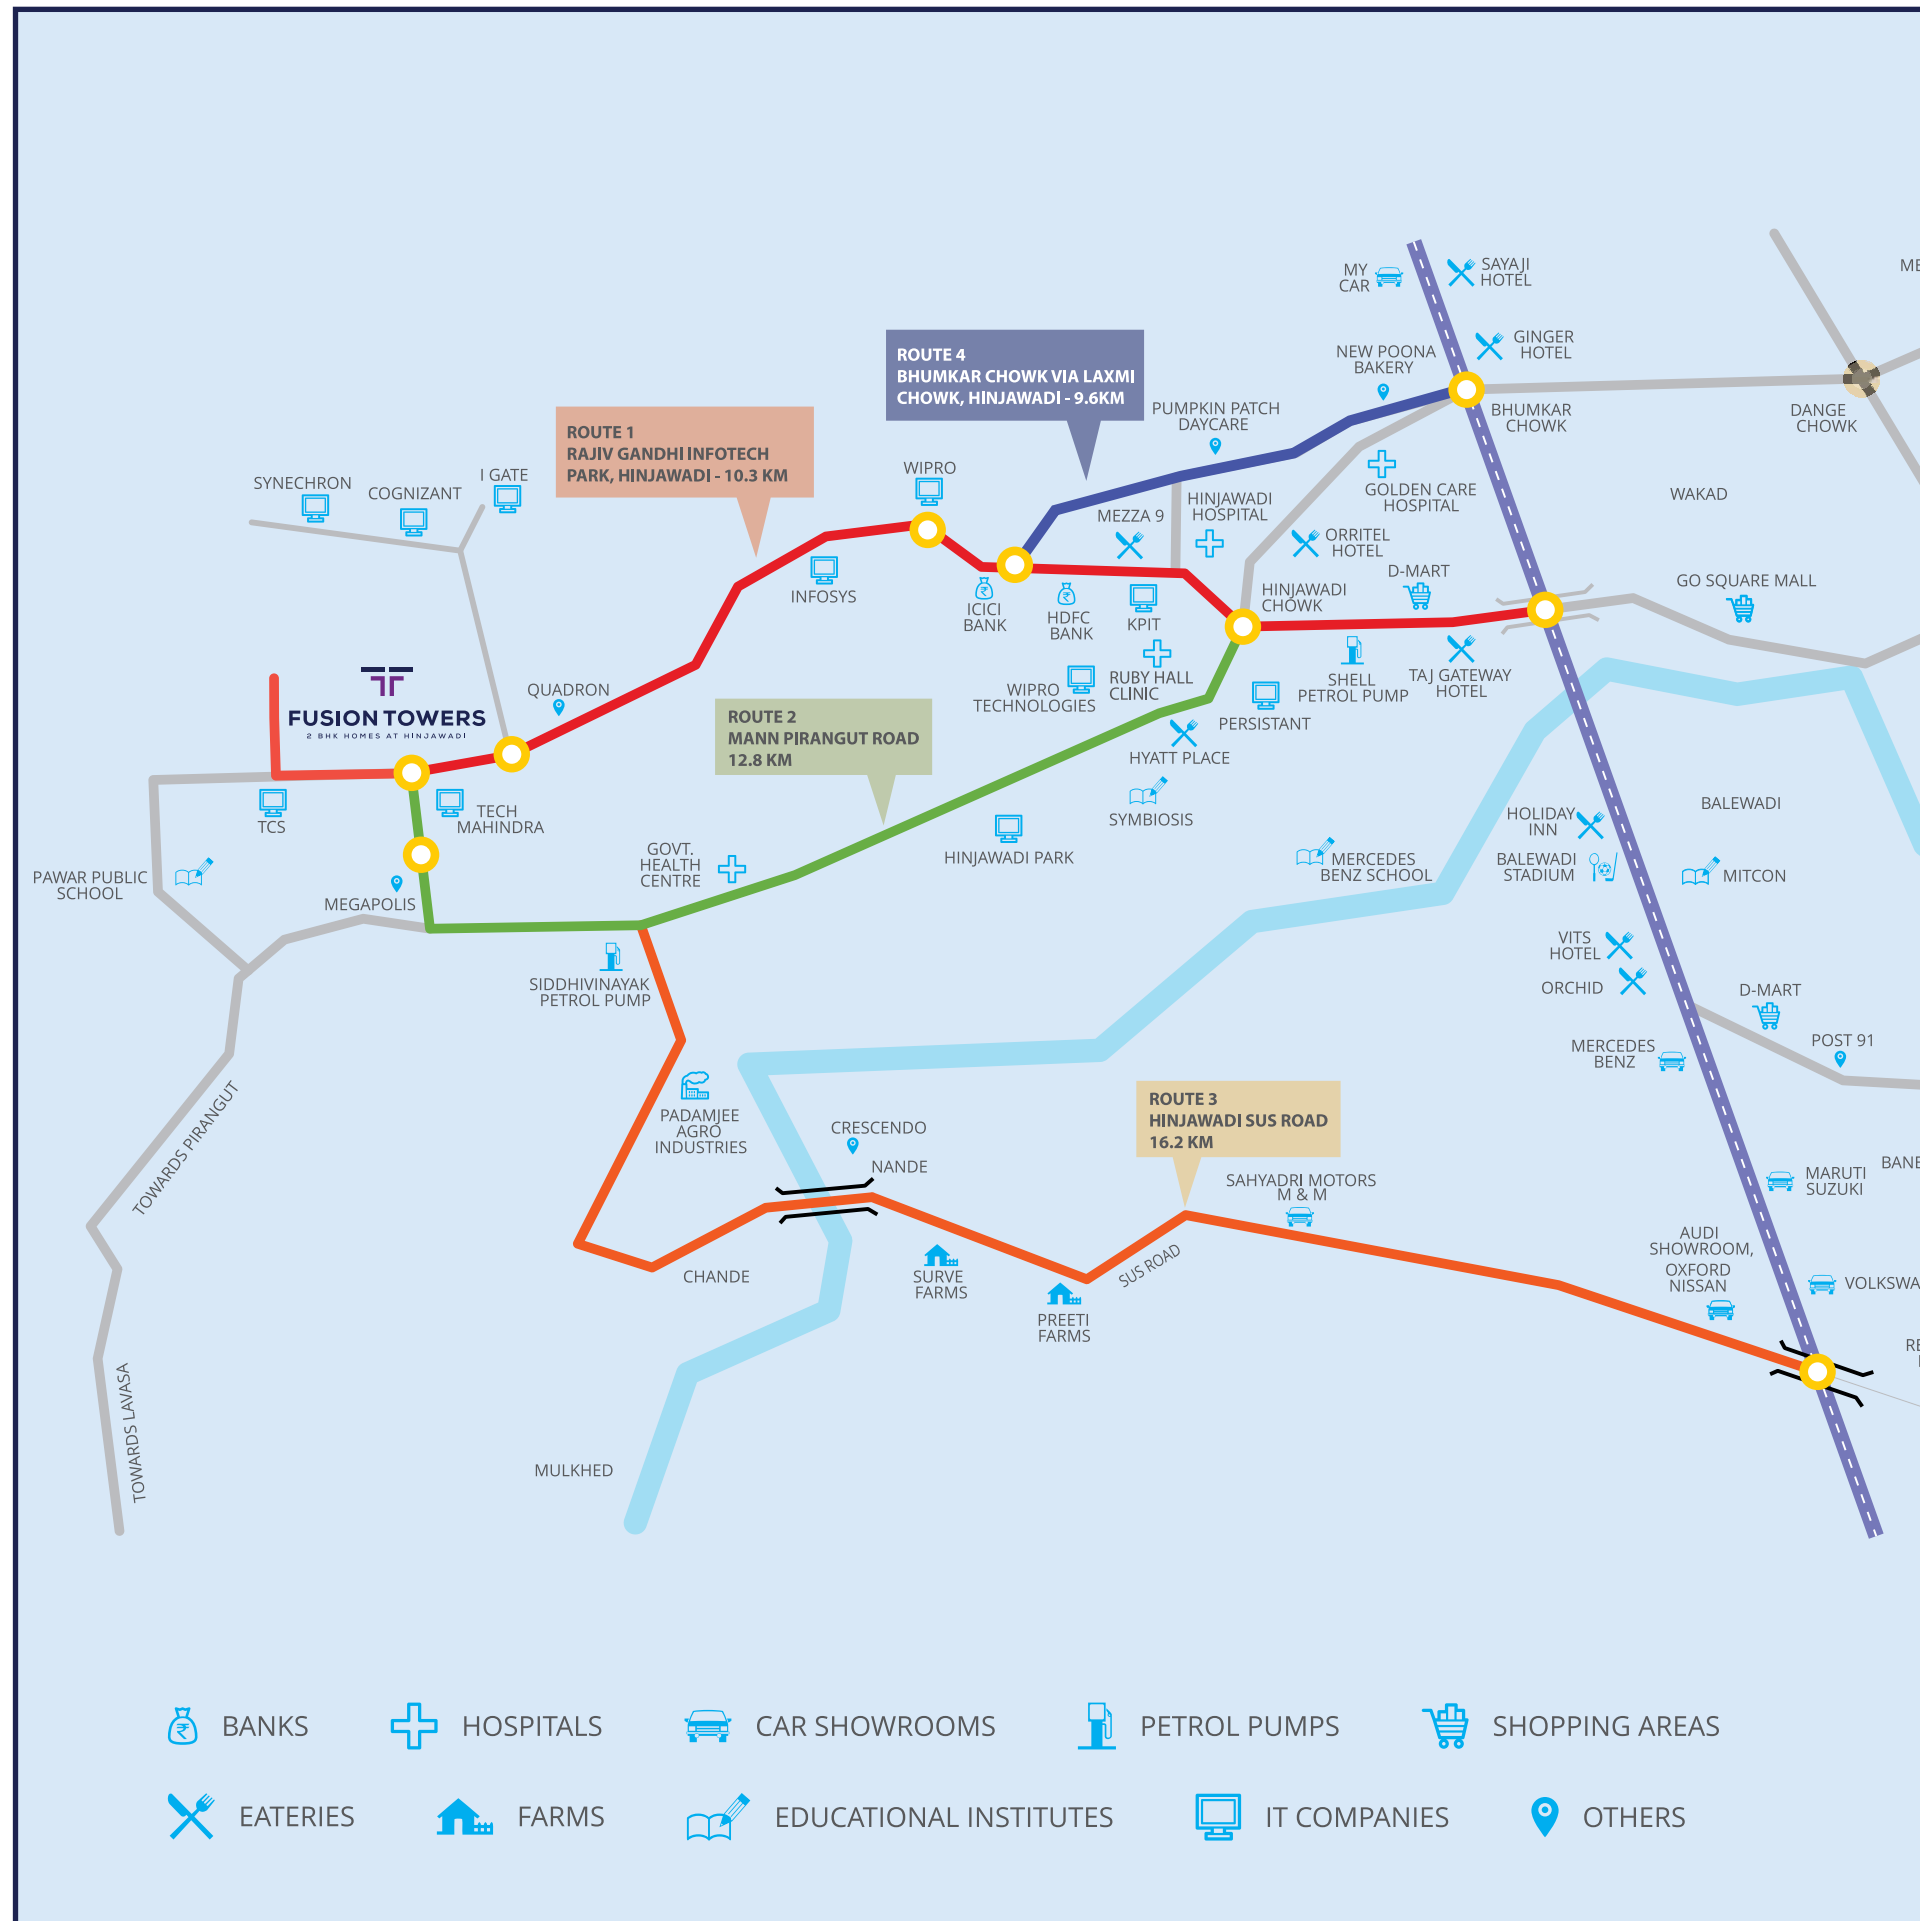 MY
CAR
SAYAJI
HOTEL
ME
GINGER
HOTEL
NEW POONA
BAKERY
ROUTE 4
BHUMKAR CHOWK VIA LAXMI
CHOWK, HINJAWADI - 9.6KM
PUMPKIN PATCH
DAYCARE
BHUMKAR
CHOWK
DANGE
CHOWK
ROUTE 1
RAJIV GANDHI INFOTECH
PARK, HINJAWADI - 10.3 KM
WIPRO
I GATE
SYNECHRON
COGNIZANT
HINJAWADI
HOSPITAL
GOLDEN CARE
HOSPITAL
WAKAD
MEZZA 9
ORRITEL
HOTEL
D-MART
GO SQUARE MALL
INFOSYS
ICICI
BANK
HDFC
BANK
KPIT
HINJAWADI
CHOWK
QUADRON
WIPRO
TECHNOLOGIES
RUBY HALL
CLINIC
SHELL
PETROL PUMP
TAJ GATEWAY
HOTEL
FUSION TOWERS
2 BHK HOMES AT HINJAWADI
ROUTE 2
MANN PIRANGUT ROAD
12.8 KM
PERSISTANT
HYATT PLACE
SYMBIOSIS
TCS
TECH
MAHINDRA
HOLIDAY
INN
BALEWADI
HINJAWADI PARK
GOVT.
HEALTH
CENTRE
MERCEDES
BENZ SCHOOL
BALEWADI
STADIUM
MITCON
PAWAR PUBLIC
SCHOOL
MEGAPOLIS
VITS
HOTEL
ORCHID
D-MART
SIDDHIVINAYAK
PETROL PUMP
MERCEDES
BENZ
POST 91
TOWARDS PIRANGUT
PADAMJEE
AGRO
INDUSTRIES
CRESCENDO
NANDE
ROUTE 3
HINJAWADI SUS ROAD
16.2 KM
SAHYADRI MOTORS
M & M
MARUTI
SUZUKI
BANE
CHANDE
SURVE
FARMS
SUS ROAD
PREETI
FARMS
AUDI
SHOWROOM,
OXFORD
NISSAN
VOLKSWA
RE
TOWARDS LAVASA
MULKHED
BANKS
HOSPITALS
CAR SHOWROOMS
PETROL PUMPS
SHOPPING AREAS
EATERIES
FARMS
EDUCATIONAL INSTITUTES
IT COMPANIES
OTHERS